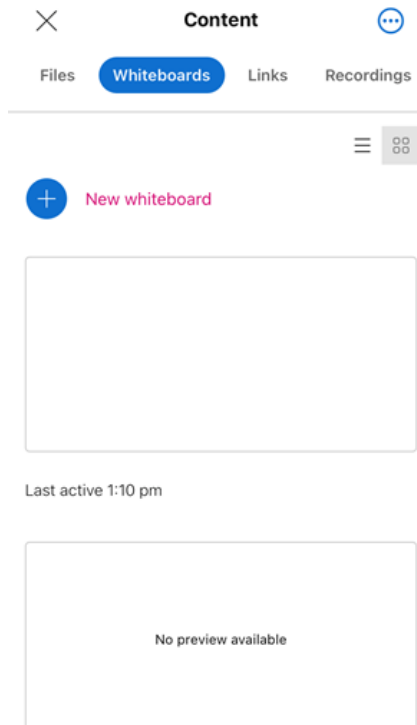 Content
Files Whiteboards Links Recordings
New whiteboard
Last active 1:10 pm
No preview available